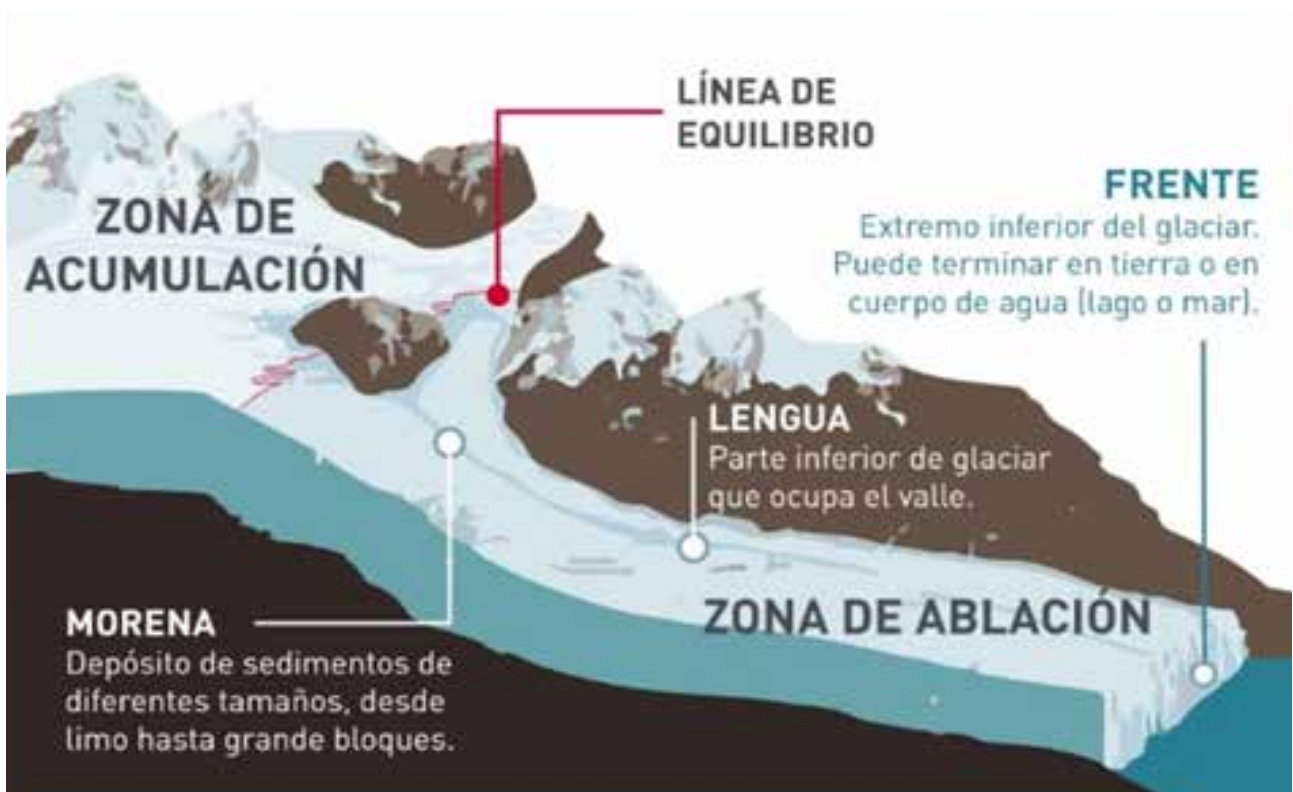 LÍNEA DE
EQUILIBRIO
FRENTE
Extremo inferior del glaciar.
Puede terminar en tierra o en
cuerpo de agua (lago o mar).
ZONA DE
ACUMULACIÓN
LENGUA
Parte inferior de glaciar
que ocupa el valle.
ZONA DE ABLACIÓN
MORENA
Depósito de sedimentos de
diferentes tamaños, desde
limo hasta grande bloques.